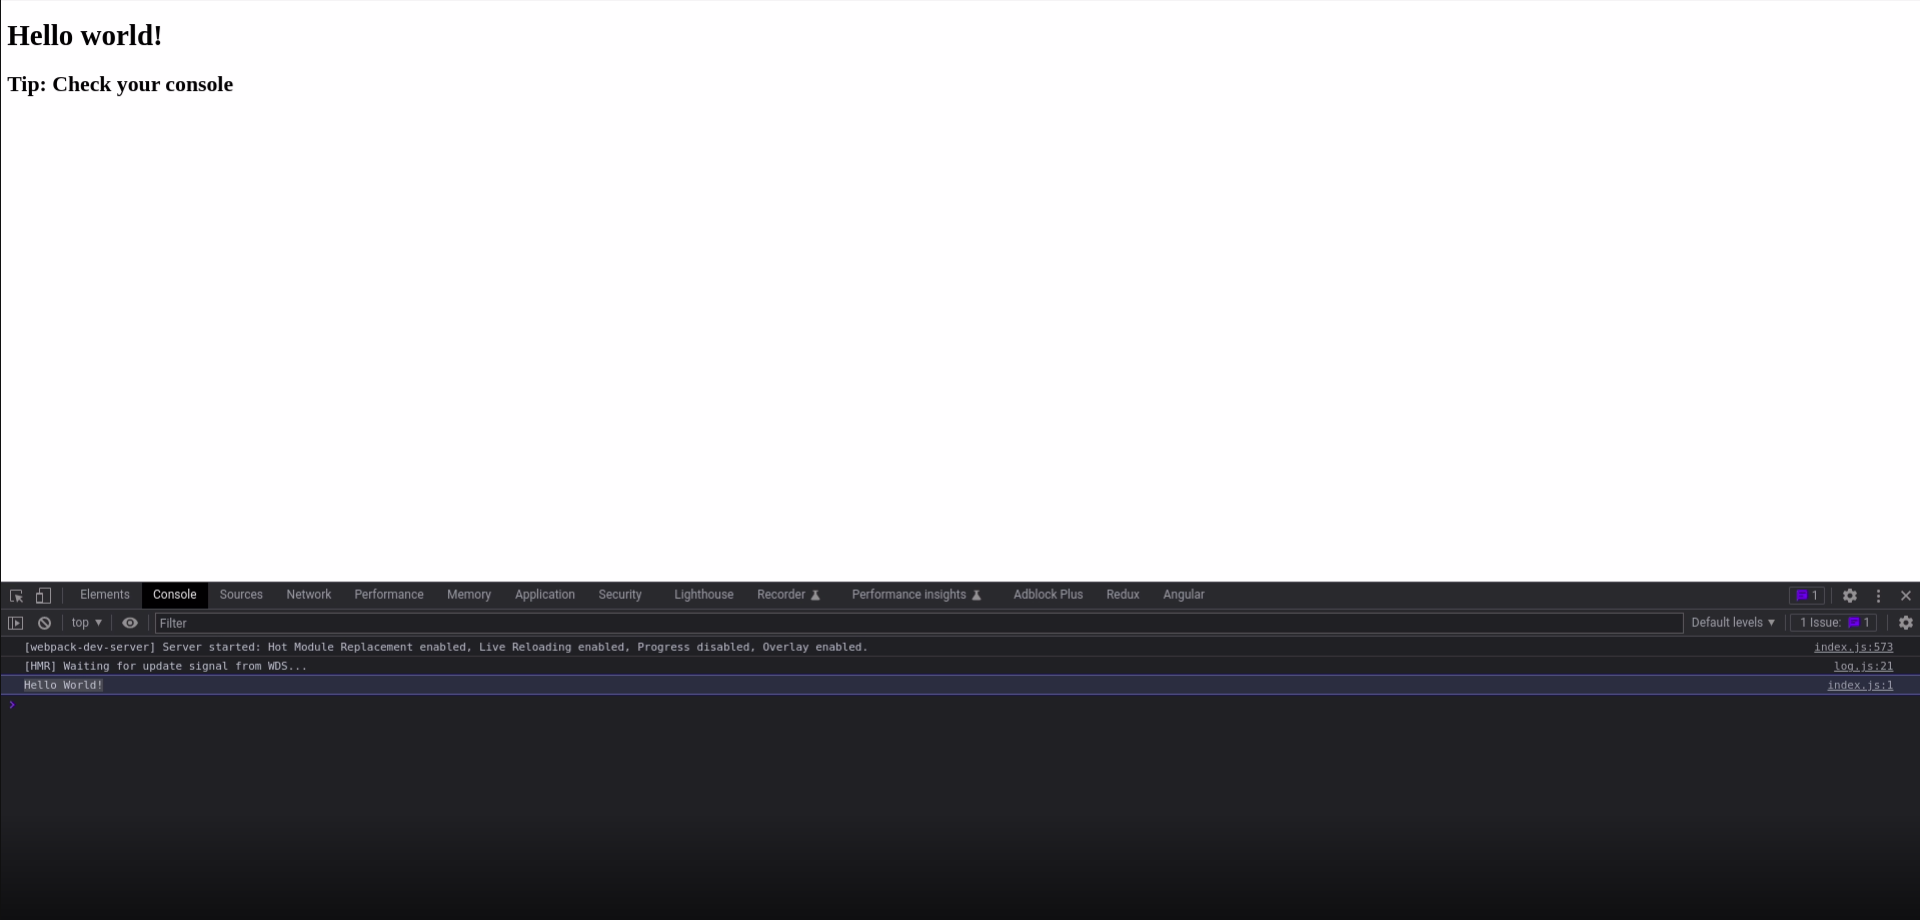 Hello world!
Tip: Check your console
Elements Console Sources Network Performance Memory Application Security Lighthouse Recorder Performance insights Adblock Plus Redux Angular 1
top ▼ Filter Default levels ▼ 1 Issue: 1
[webpack-dev-server] Server started: Hot Module Replacement enabled, Live Reloading enabled, Progress disabled, Overlay enabled. index.js:573
[HMR] Waiting for update signal from WDS... log.js:21
Hello World! index.js:1
>